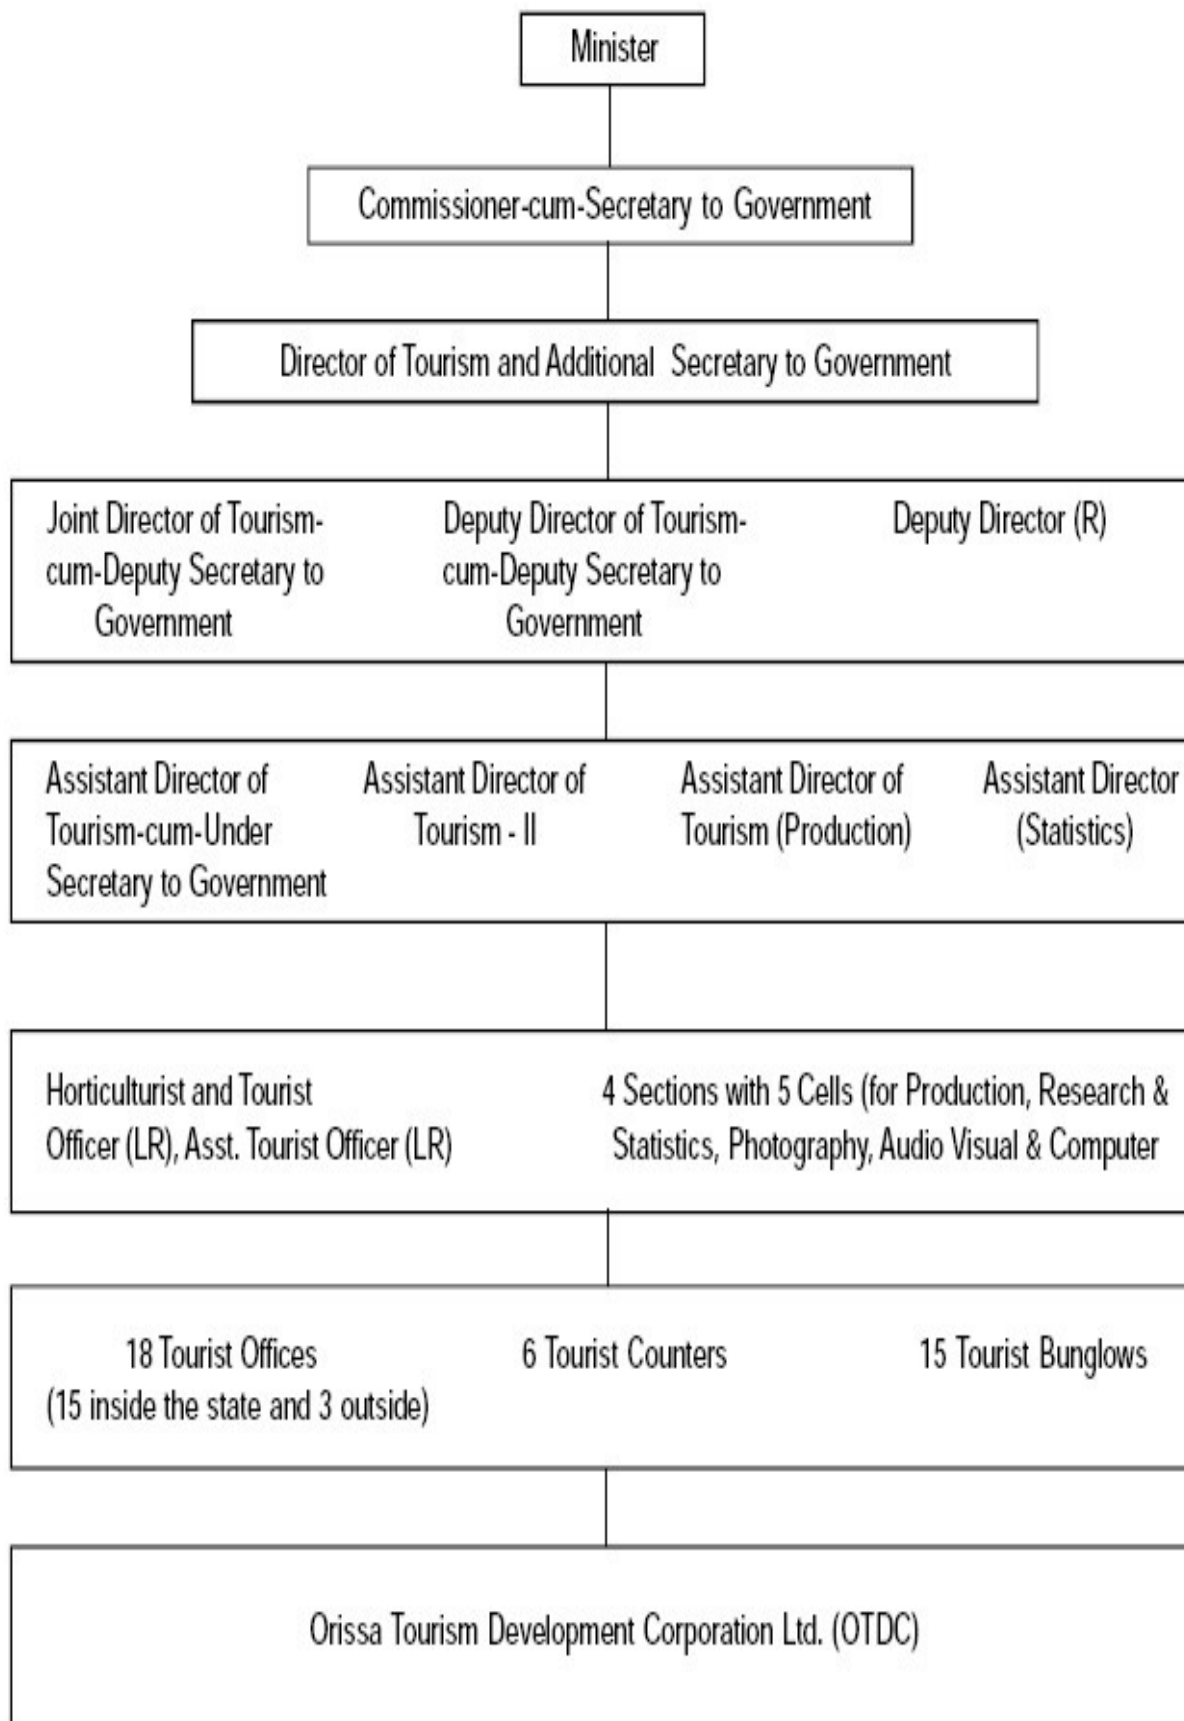 Minister
Commissioner-cum-Secretary to Government
Director of Tourism and Additional Secretary to Government
Joint Director of Tourism-
cum-Deputy Secretary to
Government
Deputy Director of Tourism-
cum-Deputy Secretary to
Government
Deputy Director (R)
Assistant Director of
Tourism-cum-Under
Secretary to Government
Assistant Director of
Tourism - II
Assistant Director of
Tourism (Production)
Assistant Director
(Statistics)
Horticulturist and Tourist
Officer (LR), Asst. Tourist Officer (LR)
4 Sections with 5 Cells (for Production, Research &
Statistics, Photography, Audio Visual & Computer
18 Tourist Offices
(15 inside the state and 3 outside)
6 Tourist Counters
15 Tourist Bunglows
Orissa Tourism Development Corporation Ltd. (OTDC)